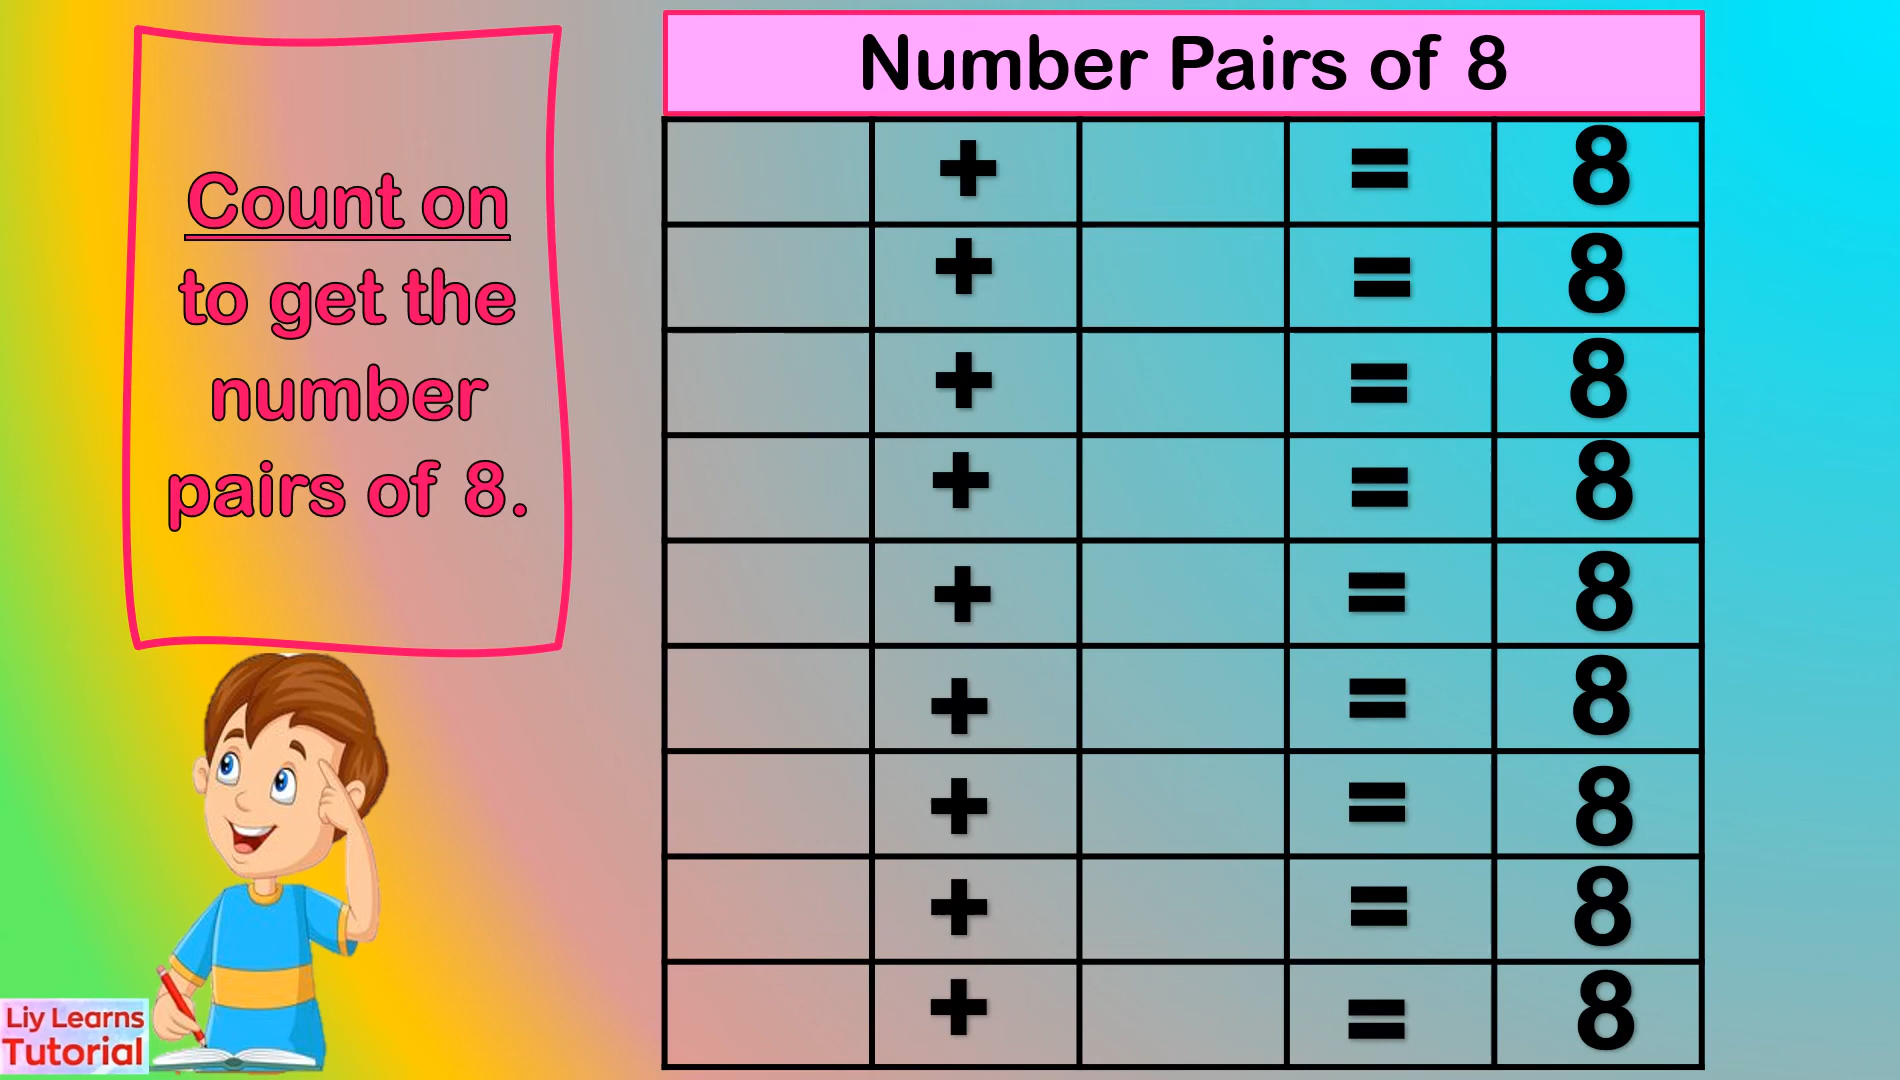 Number Pairs of 8
Count on
to get the
number
pairs of 8.
+ = 8
+ = 8
+ = 8
+ = 8
+ = 8
+ = 8
+ = 8
+ = 8
+ = 8
Liy Learns
Tutorial